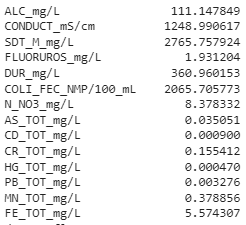 ALC_mg/L 111.147849
CONDUCT_mS/cm 1248.990617
SDT_M_mg/L 2765.757924
FLUORUROS_mg/L 1.931204
DUR_mg/L 360.960153
COLI_FEC_NMP/100_mL 2065.705773
N_NO3_mg/L 8.378332
AS_TOT_mg/L 0.035051
CD_TOT_mg/L 0.000900
CR_TOT_mg/L 0.155412
HG_TOT_mg/L 0.000470
PB_TOT_mg/L 0.003276
MN_TOT_mg/L 0.378856
FE_TOT_mg/L 5.574307